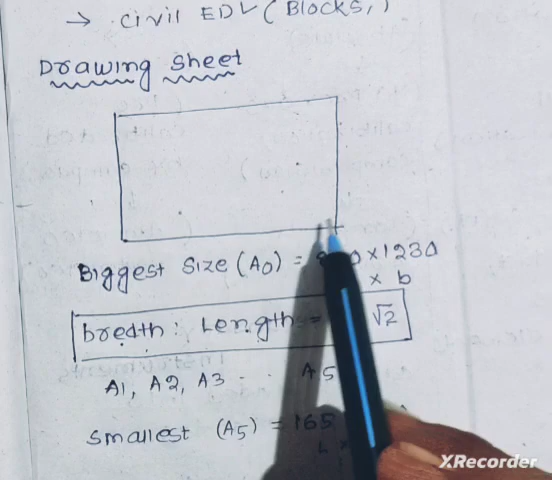 → civil EDV (Blocks,)
Drawing sheet
Biggest size (A0) = ×1230
× b
breadth : Length = √2
A1, A2, A3 - A5
smallest (A5) = 165
L ×
XRecorder